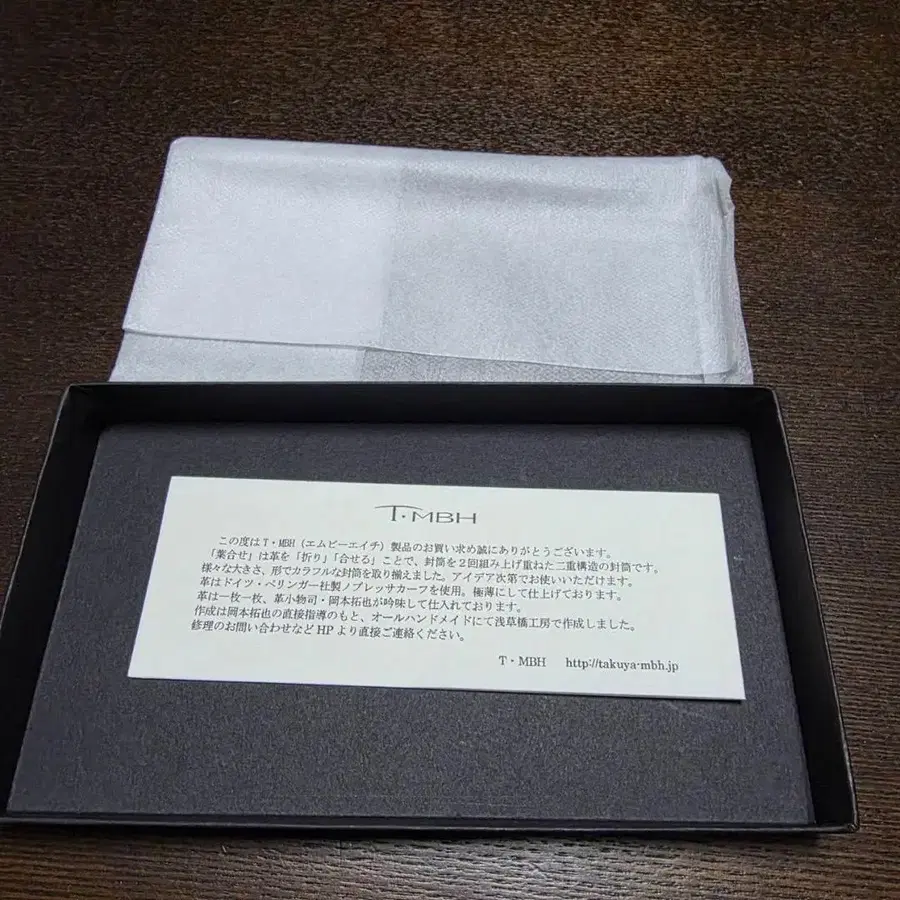 T·MBH
この度はT・MBH（エムビーエイチ）製品のお買い求め誠にありがとうございます。
「葉合せ」は革を「折り」「合せる」ことで、封筒を２回組み上げ重ねた二重構造の封筒です。
様々な大きさ、形でカラフルな封筒を取り揃えました。アイデア次第でお使いいただけます。
革はドイツ・ペリンガー社製ノブレッサカーフを使用。極薄にして仕上げております。
革は一枚一枚、革小物司・岡本拓也が吟味して仕入れております。
作成は岡本拓也の直接指導のもと、オールハンドメイドにて浅草橋工房で作成しました。
修理のお問い合わせなどHPより直接ご連絡ください。
T・MBH http://takuya-mbh.jp